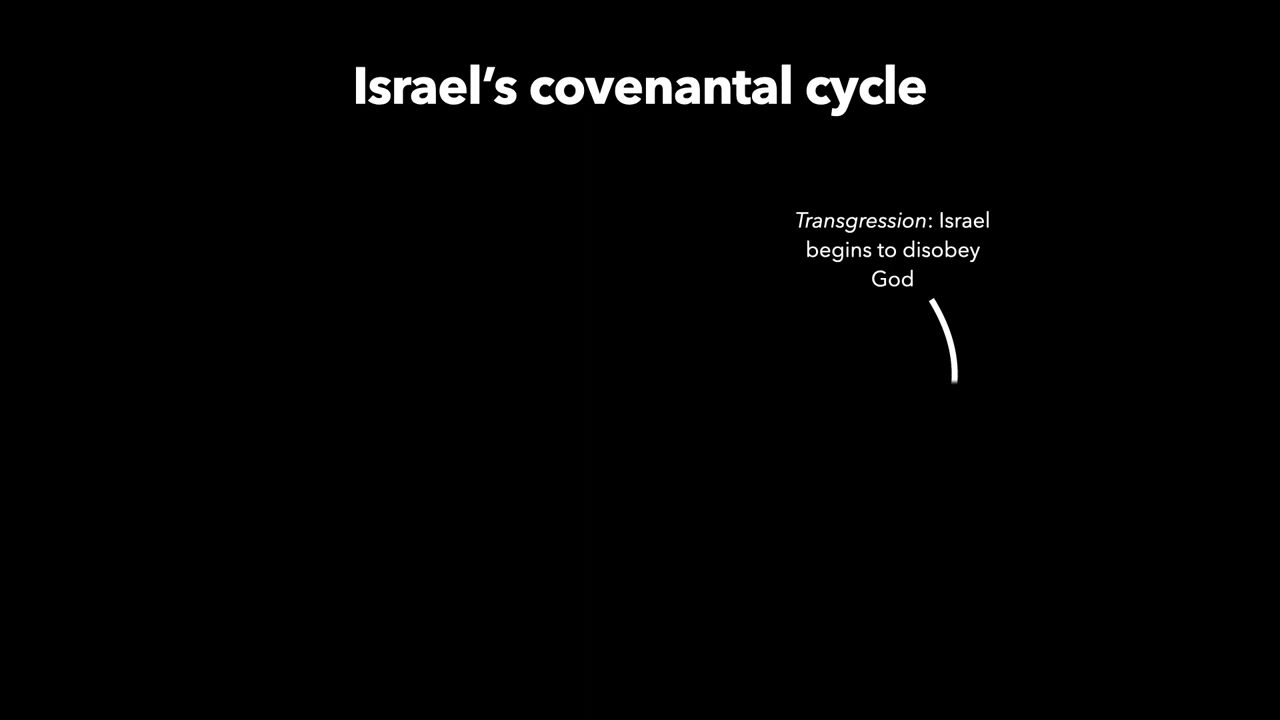 Israel’s covenantal cycle
Transgression: Israel
begins to disobey
God